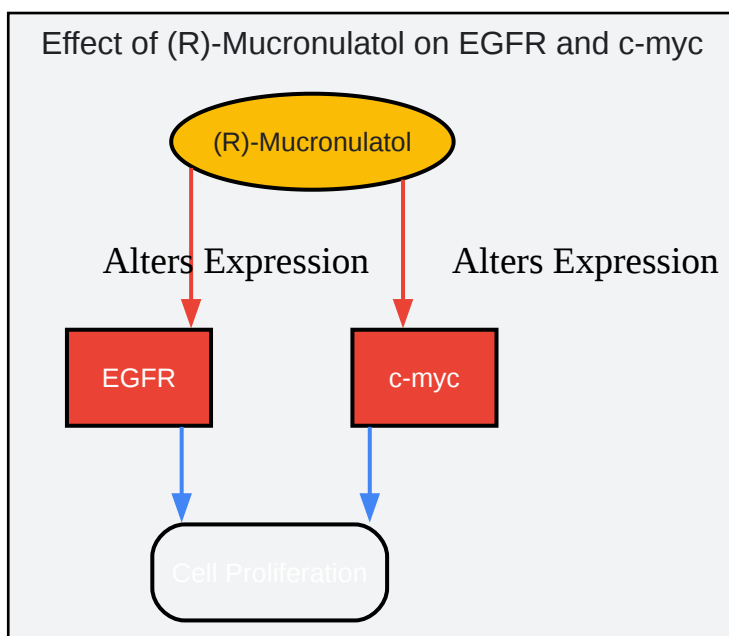 Effect of (R)-Mucronulatol on EGFR and c-myc
(R)-Mucronulatol
Alters Expression
Alters Expression
EGFR
c-myc
Cell Proliferation